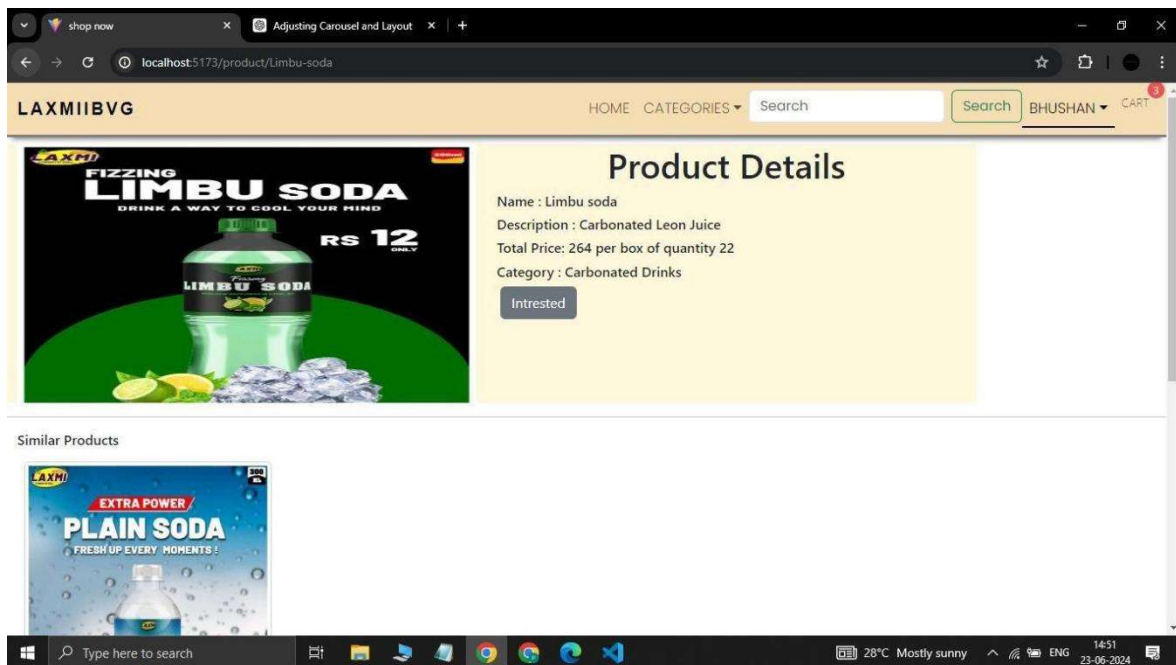 shop now
Adjusting Carousel and Layout
localhost:5173/product/Limbu-soda
LAXMIIBVG
HOME CATEGORIES Search Search BHUSHAN CART 3
LAXMI
FIZZING
LIMBU SODA
DRINK A WAY TO COOL YOUR MIND
RS 12
ONLY
LAXMI
Fizzing
LIMBU SODA
Product Details
Name : Limbu soda
Description : Carbonated Leon Juice
Total Price: 264 per box of quantity 22
Category : Carbonated Drinks
Intrested
Similar Products
LAXMI
300
ML
EXTRA POWER
PLAIN SODA
FRESH UP EVERY MOMENTS !
Type here to search
28°C Mostly sunny
ENG
14:51
23-06-2024